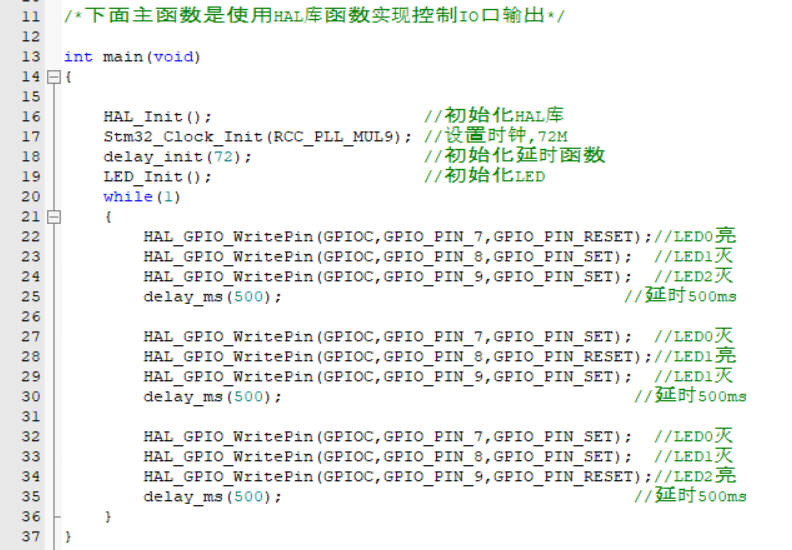 11 /*下面主函数是使用HAL库函数实现控制IO口输出*/
12
13 int main(void)
14 {
15
16 HAL_Init(); //初始化HAL库
17 Stm32_Clock_Init(RCC_PLL_MUL9); //设置时钟,72M
18 delay_init(72); //初始化延时函数
19 LED_Init(); //初始化LED
20 while(1)
21 {
22 HAL_GPIO_WritePin(GPIOC,GPIO_PIN_7,GPIO_PIN_RESET);//LED0亮
23 HAL_GPIO_WritePin(GPIOC,GPIO_PIN_8,GPIO_PIN_SET); //LED1灭
24 HAL_GPIO_WritePin(GPIOC,GPIO_PIN_9,GPIO_PIN_SET); //LED2灭
25 delay_ms(500); //延时500ms
26
27 HAL_GPIO_WritePin(GPIOC,GPIO_PIN_7,GPIO_PIN_SET); //LED0灭
28 HAL_GPIO_WritePin(GPIOC,GPIO_PIN_8,GPIO_PIN_RESET);//LED1亮
29 HAL_GPIO_WritePin(GPIOC,GPIO_PIN_9,GPIO_PIN_SET); //LED1灭
30 delay_ms(500); //延时500ms
31
32 HAL_GPIO_WritePin(GPIOC,GPIO_PIN_7,GPIO_PIN_SET); //LED0灭
33 HAL_GPIO_WritePin(GPIOC,GPIO_PIN_8,GPIO_PIN_SET); //LED1灭
34 HAL_GPIO_WritePin(GPIOC,GPIO_PIN_9,GPIO_PIN_RESET);//LED2亮
35 delay_ms(500); //延时500ms
36 }
37 }